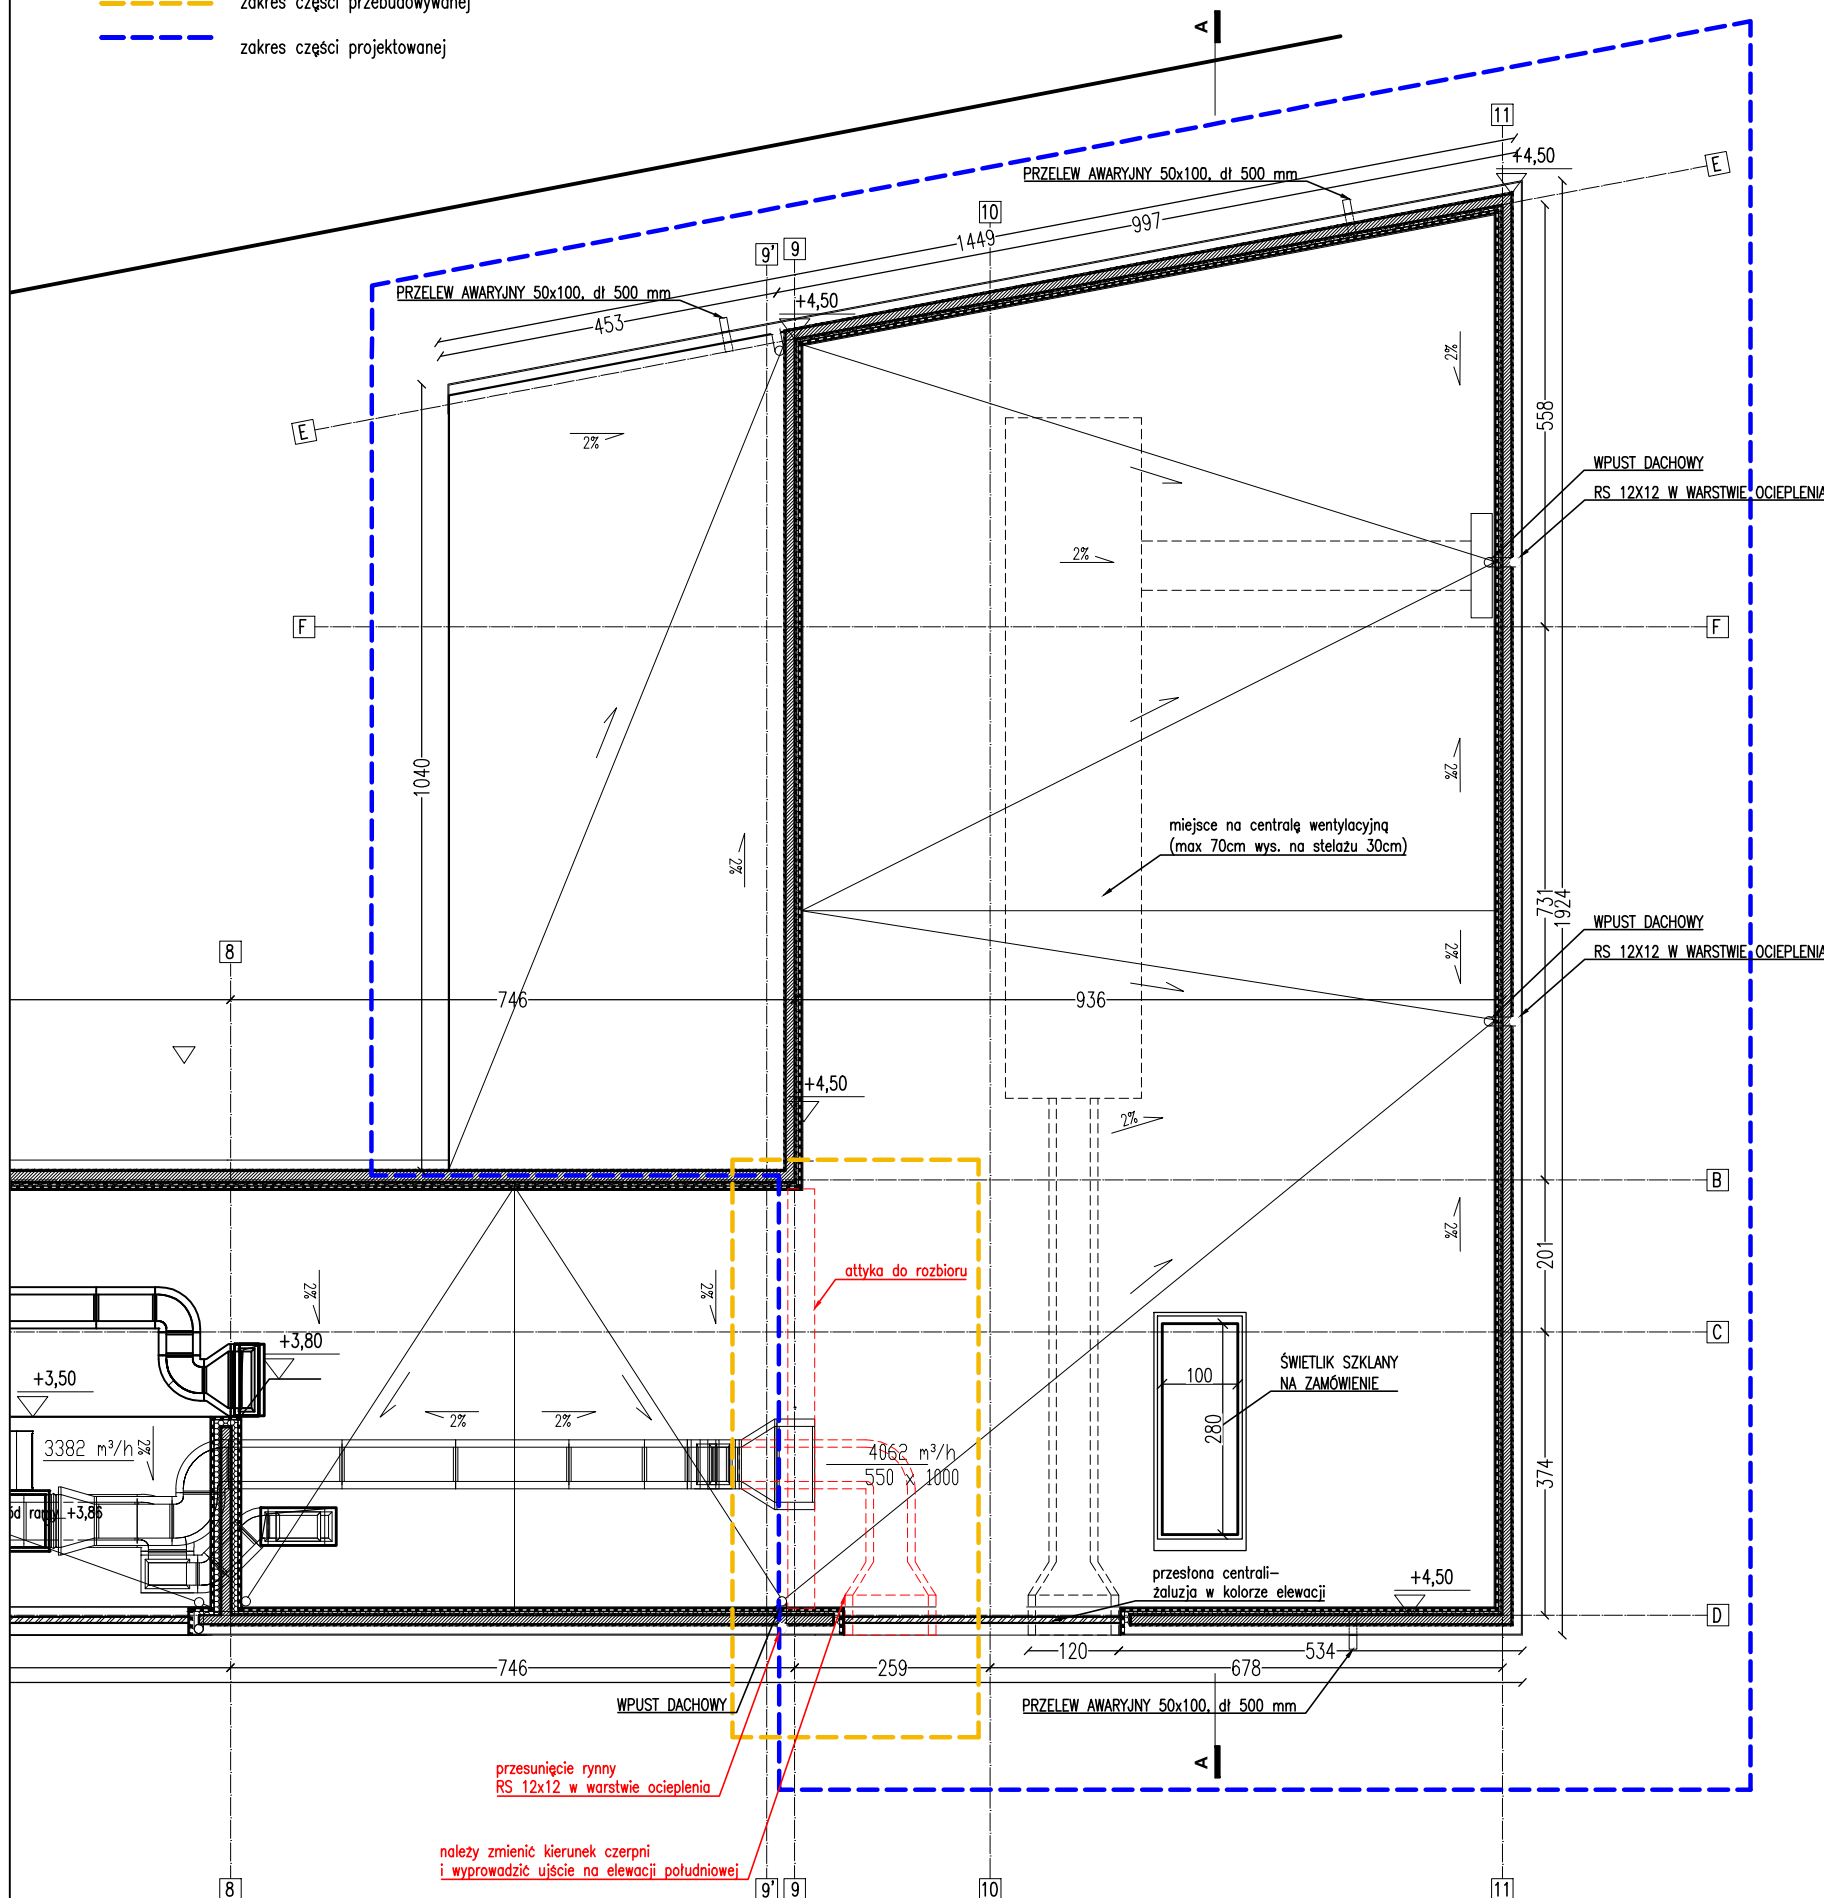 zakres części przebudowywanej
zakres części projektowanej
A
11
+4,50
E
PRZELEW AWARYJNY 50x100, dł 500 mm
10
997
1449
9'
9
PRZELEW AWARYJNY 50x100, dł 500 mm
+4,50
453
2%
558
E
2%
WPUST DACHOWY
RS 12X12 W WARSTWIE OCIEPLENIA
2%
F
F
1040
2%
miejsce na centralę wentylacyjną
(max 70cm wys. na stelażu 30cm)
2%
731
1924
WPUST DACHOWY
8
2%
RS 12X12 W WARSTWIE OCIEPLENIA
746
936
+4,50
2%
B
2%
201
attyka do rozbioru
2%
2%
C
+3,80
+3,50
ŚWIETLIK SZKLANY
NA ZAMÓWIENIE
100
280
2%
2%
3382 m³/h
2%
4062 m³/h
550 x 1000
374
+3,86
przesłona centrali-
żaluzja w kolorze elewacji
+4,50
D
120
534
746
259
678
WPUST DACHOWY
PRZELEW AWARYJNY 50x100, dł 500 mm
A
przesunięcie rynny
RS 12x12 w warstwie ocieplenia
należy zmienić kierunek czerpni
i wyprowadzić ujście na elewacji południowej
8
9'
9
10
11